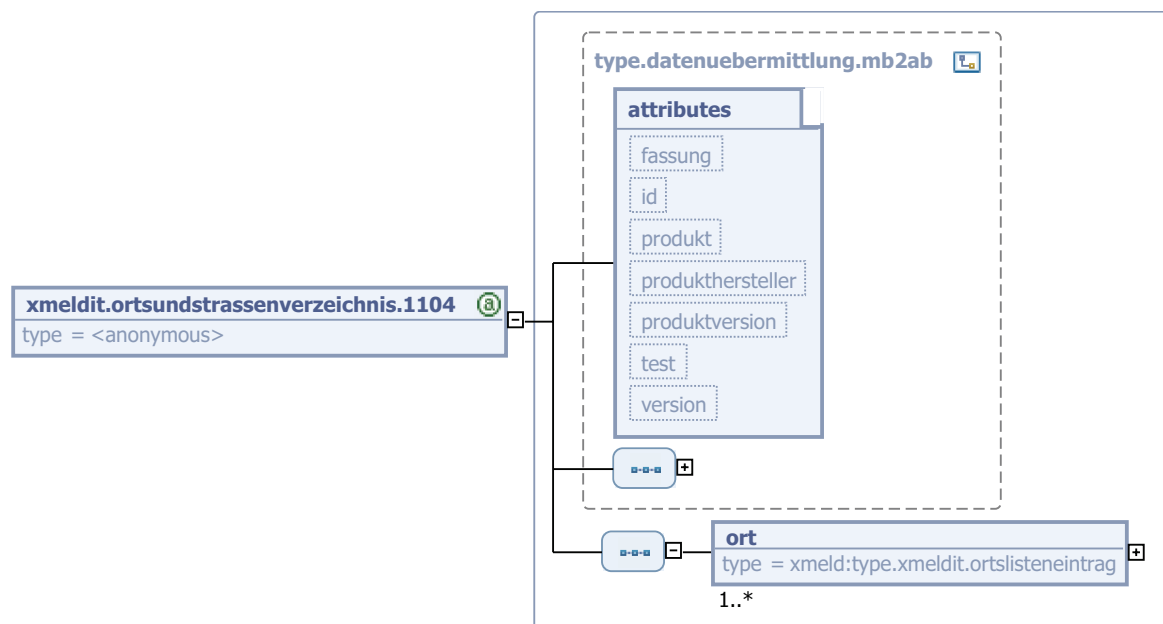 type.datenuebermittlung.mb2ab
attributes
fassung
id
produkt
produkthersteller
produktversion
test
version
xmeldit.ortsundstrassenverzeichnis.1104
type = <anonymous>
ort
type = xmeld:type.xmeldit.ortslisteneintrag
1..*